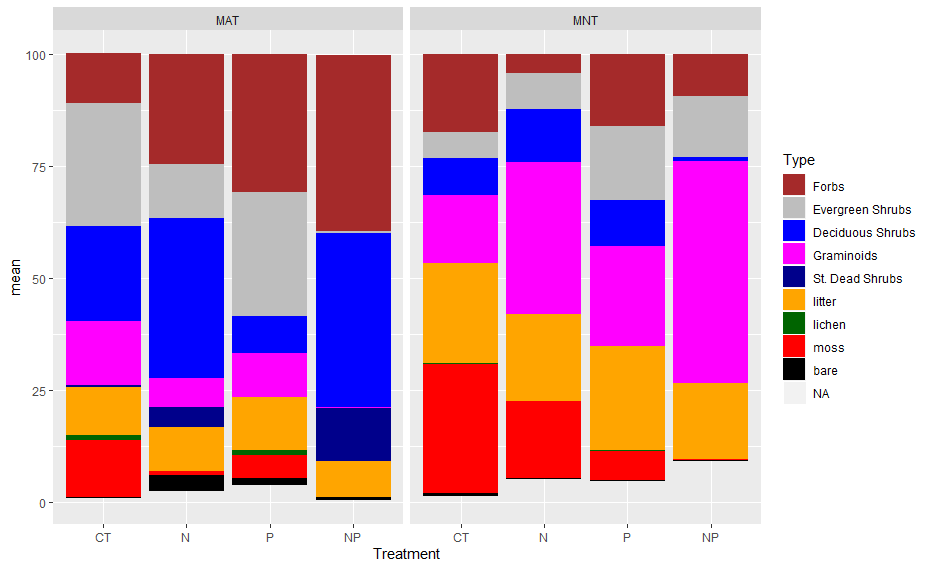 MAT
MNT
100
75
50
25
0
mean
CT
N
P
NP
CT
N
P
NP
Treatment
Type
Forbs
Evergreen Shrubs
Deciduous Shrubs
Graminoids
St. Dead Shrubs
litter
lichen
moss
bare
NA